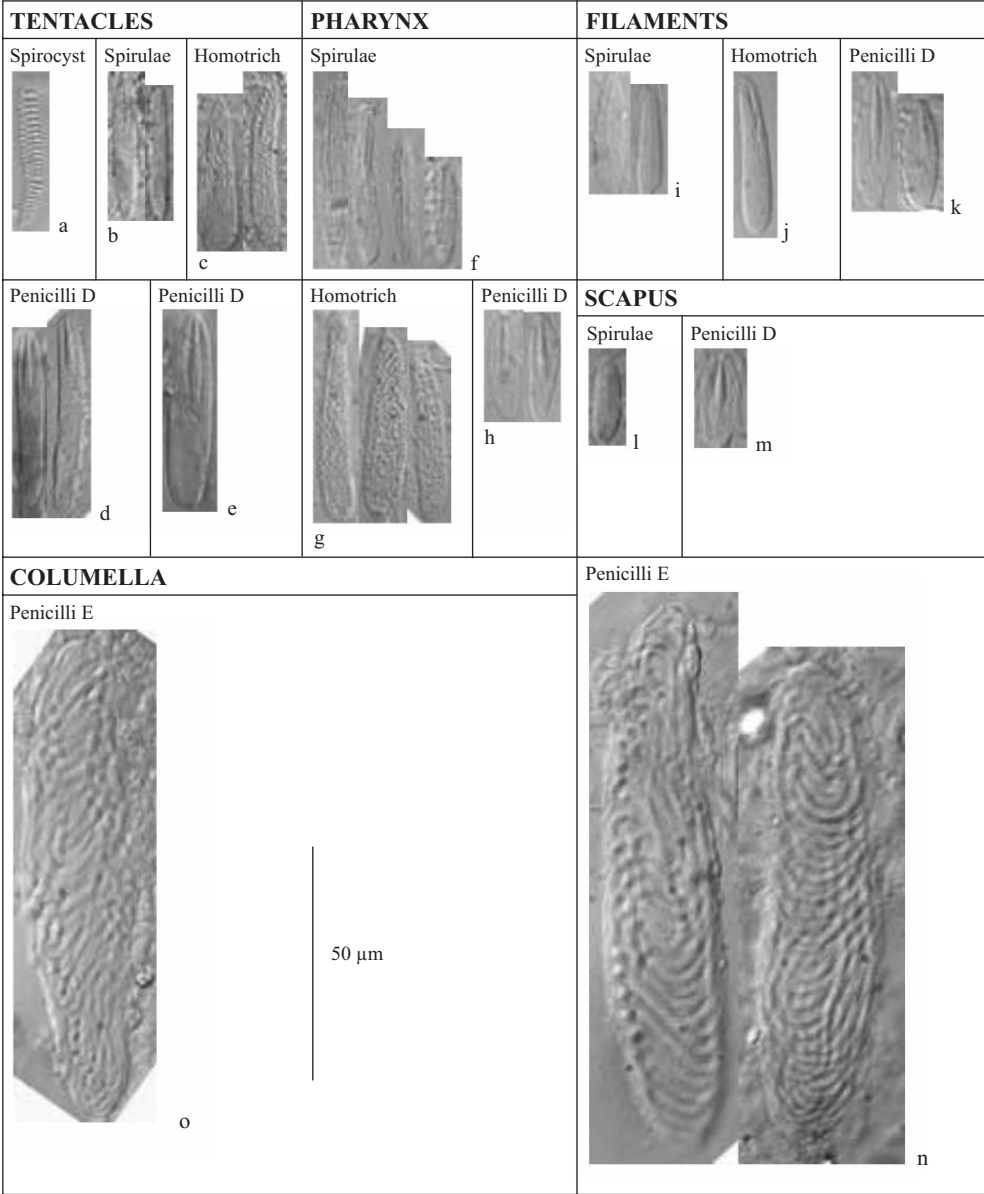 TENTACLES
Spirocyst
a
Spirulae
b
Homotrich
c
Penicilli D
d
Penicilli D
e
PHARYNX
Spirulae
f
Homotrich
g
Penicilli D
h
FILAMENTS
Spirulae
i
Homotrich
j
Penicilli D
k
SCAPUS
Spirulae
l
Penicilli D
m
COLUMELLA
Penicilli E
o
50 µm
Penicilli E
n